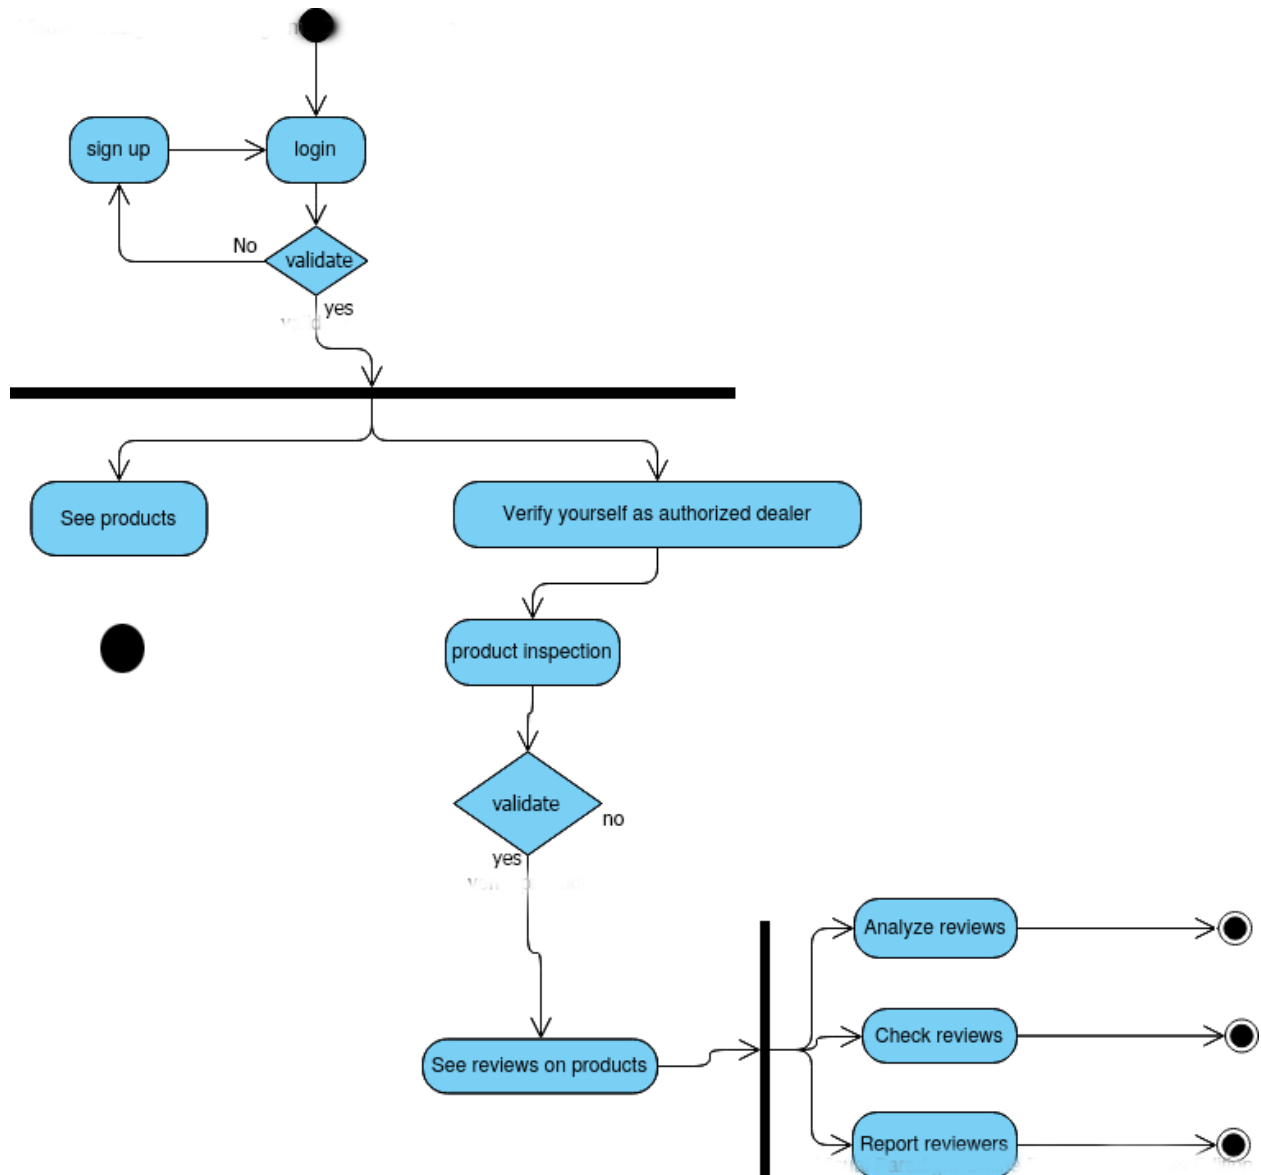 sign up
login
No
validate
yes
See products
Verify yourself as authorized dealer
product inspection
validate
no
yes
Analyze reviews
Check reviews
See reviews on products
Report reviewers